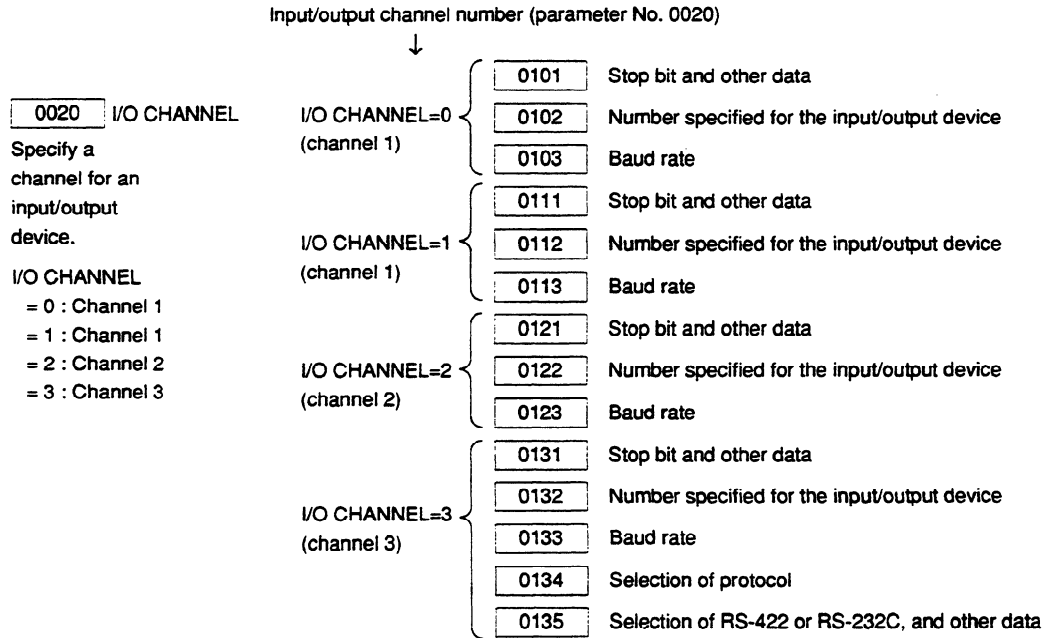 Input/output channel number (parameter No. 0020)
↓
0020 I/O CHANNEL
Specify a
channel for an
input/output
device.
I/O CHANNEL
= 0 : Channel 1
= 1 : Channel 1
= 2 : Channel 2
= 3 : Channel 3
I/O CHANNEL=0
(channel 1)
0101 Stop bit and other data
0102 Number specified for the input/output device
0103 Baud rate
I/O CHANNEL=1
(channel 1)
0111 Stop bit and other data
0112 Number specified for the input/output device
0113 Baud rate
I/O CHANNEL=2
(channel 2)
0121 Stop bit and other data
0122 Number specified for the input/output device
0123 Baud rate
I/O CHANNEL=3
(channel 3)
0131 Stop bit and other data
0132 Number specified for the input/output device
0133 Baud rate
0134 Selection of protocol
0135 Selection of RS-422 or RS-232C, and other data